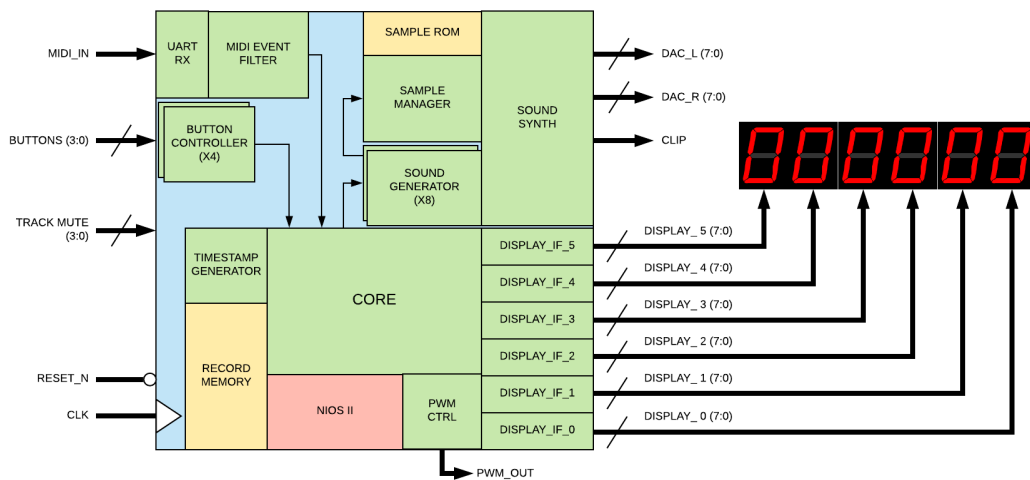 MIDI_IN
BUTTONS (3:0)
TRACK MUTE
(3:0)
RESET_N
CLK
UART
RX
MIDI EVENT
FILTER
BUTTON
CONTROLLER
(X4)
SAMPLE ROM
SAMPLE
MANAGER
SOUND
GENERATOR
(X8)
SOUND
SYNTH
TIMESTAMP
GENERATOR
CORE
RECORD
MEMORY
NIOS II
PWM
CTRL
DISPLAY_IF_5
DISPLAY_IF_4
DISPLAY_IF_3
DISPLAY_IF_2
DISPLAY_IF_1
DISPLAY_IF_0
DAC_L (7:0)
DAC_R (7:0)
CLIP
DISPLAY_ 5 (7:0)
DISPLAY_ 4 (7:0)
DISPLAY_ 3 (7:0)
DISPLAY_ 2 (7:0)
DISPLAY_ 1 (7:0)
DISPLAY_ 0 (7:0)
PWM_OUT
000000